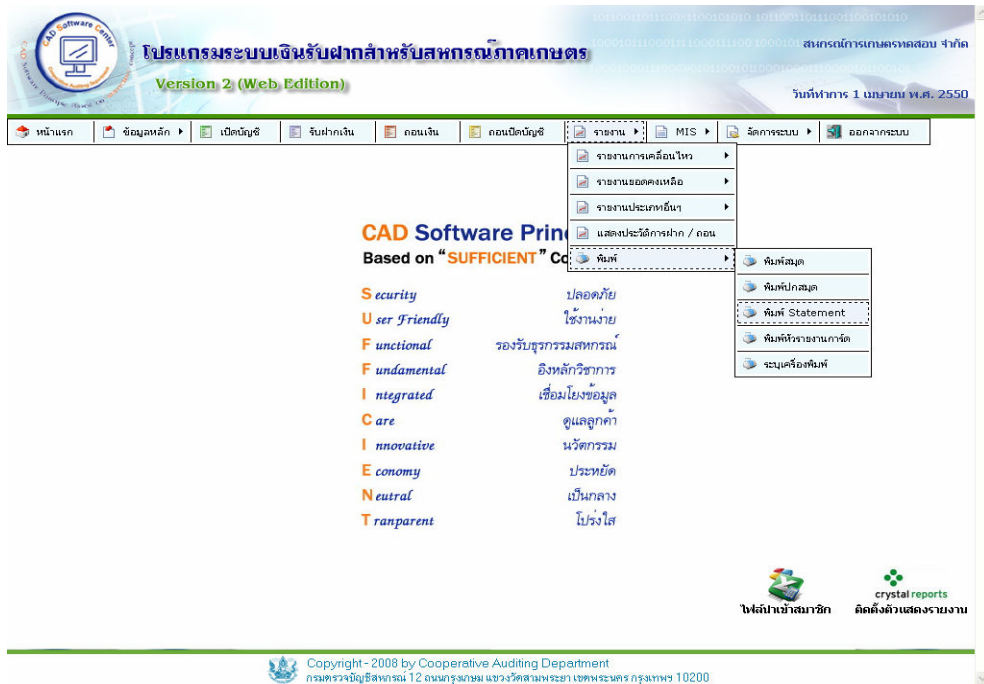 CAD Software Center
โปรแกรมระบบเงินรับฝากสำหรับสหกรณ์ภาคเกษตร
Version 2 (Web Edition)
สหกรณ์การเกษตรทดสอบ จำกัด
วันที่ทำการ 1 เมษายน พ.ศ. 2550
หน้าแรก ข้อมูลหลัก เปิดบัญชี รับฝากเงิน ถอนเงิน ถอนปิดบัญชี รายงาน MIS จัดการระบบ ออกจากระบบ
รายงานการเคลื่อนไหว
รายงานยอดคงเหลือ
รายงานประเภทอื่นๆ
แสดงประวัติการฝาก / ถอน
พิมพ์
พิมพ์สมุด
พิมพ์ปกสมุด
พิมพ์ Statement
พิมพ์หัวรายงานการ์ด
ระบุเครื่องพิมพ์
CAD Software Prin
Based on “SUFFICIENT” Co
Security ปลอดภัย
User Friendly ใช้งานง่าย
Functional รองรับธุรกรรมสหกรณ์
Fundamental อิงหลักวิชาการ
Integrated เชื่อมโยงข้อมูล
Care ดูแลลูกค้า
Innovative นวัตกรรม
Economy ประหยัด
Neutral เป็นกลาง
Tranparent โปร่งใส
ไฟล์นำเข้าสมาชิก
crystal reports
ติดตั้งตัวแสดงรายงาน
Copyright - 2008 by Cooperative Auditing Department
กรมตรวจบัญชีสหกรณ์ 12 ถนนกรุงเกษม แขวงวัดสามพระยา เขตพระนคร กรุงเทพฯ 10200